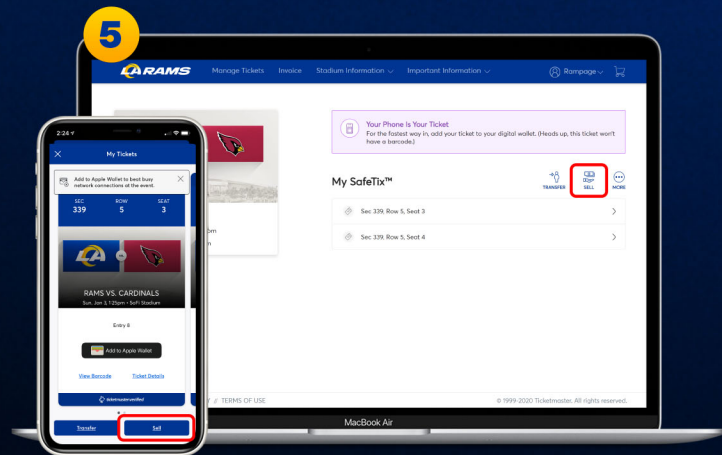 5
RAMS
Manage Tickets
Invoice
Stadium Information
Important Information
Rampage
Your Phone Is Your Ticket
For the fastest way in, add your ticket to your digital wallet. (Heads up, this ticket won't
have a barcode.)
My SafeTix™
TRANSFER
SELL
MORE
Sec 339, Row 5, Seat 3
Sec 339, Row 5, Seat 4
// TERMS OF USE
© 1999-2020 Ticketmaster. All rights reserved.
MacBook Air
2:24
My Tickets
Add to Apple Wallet to best busy
network connections at the event.
SEC ROW SEAT
339 5 3
VS.
RAMS VS. CARDINALS
Sun, Jan 3, 1:25pm • SoFi Stadium
Entry 8
Add to Apple Wallet
View Barcode
Ticket Details
ticketmaster verified
Transfer
Sell